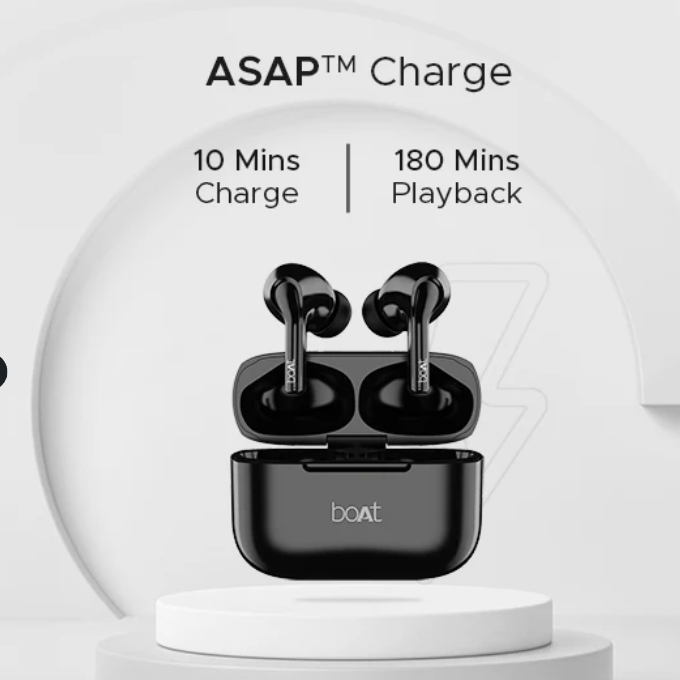 ASAP™ Charge
10 Mins
Charge
180 Mins
Playback
boAt
boAt
boAt